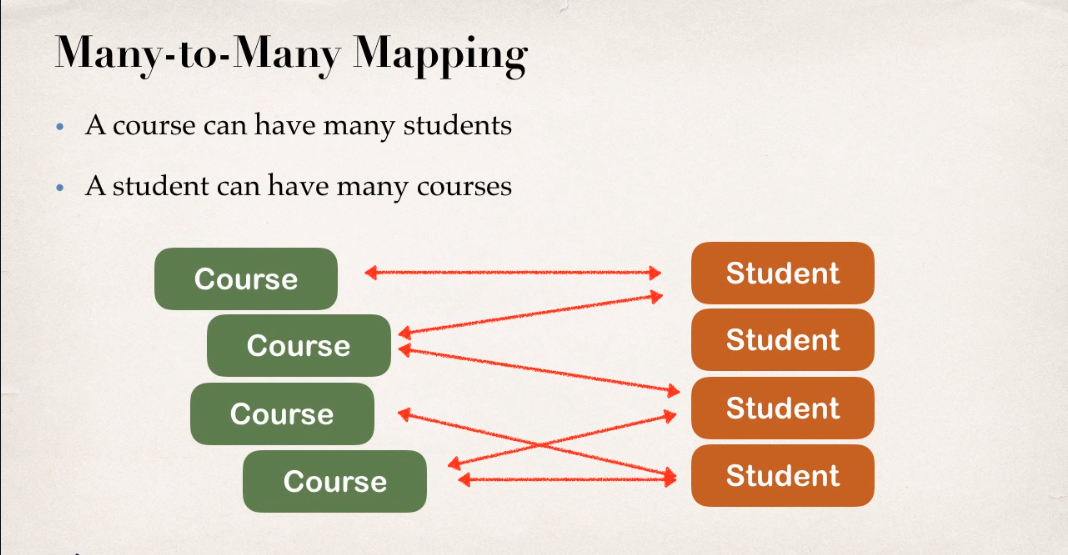 Many-to-Many Mapping
• A course can have many students
• A student can have many courses
Course
Student
Course
Student
Course
Student
Course
Student